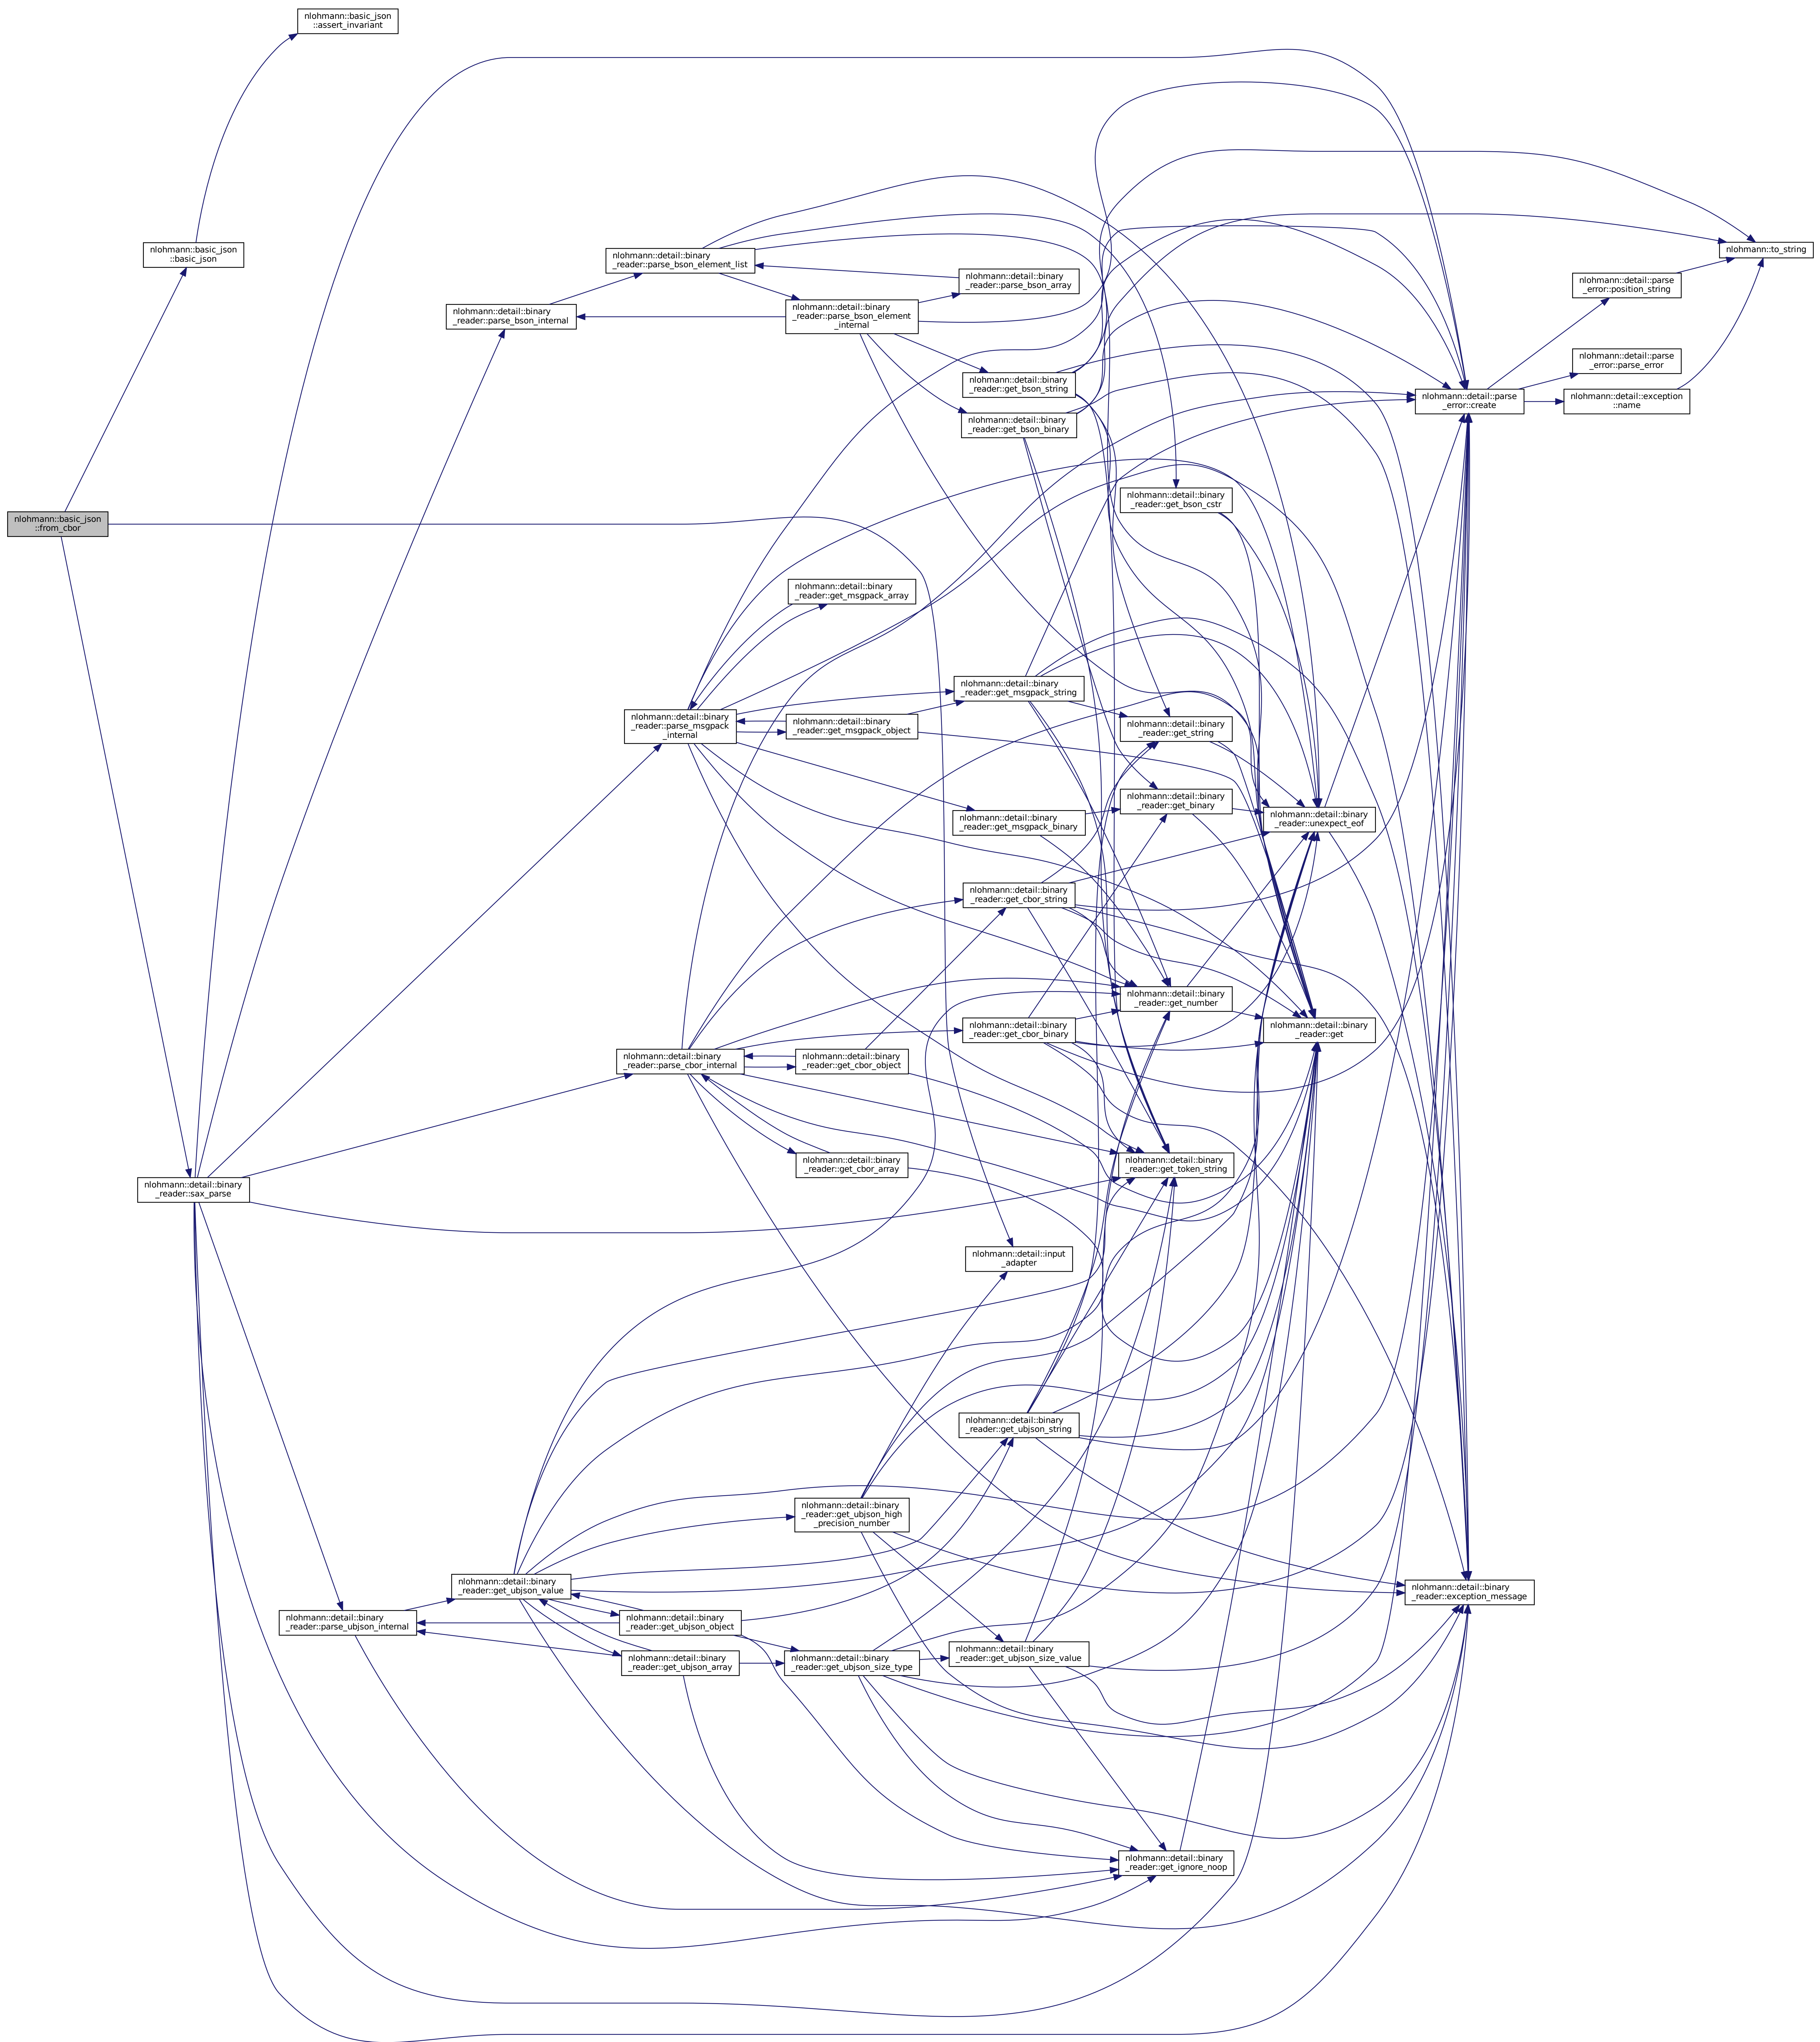 nlohmann::basic_json
::assert_invariant
nlohmann::basic_json
::basic_json
nlohmann::basic_json
::from_cbor
nlohmann::detail::binary
_reader::sax_parse
nlohmann::detail::binary
_reader::parse_bson_internal
nlohmann::detail::binary
_reader::parse_bson_element_list
nlohmann::detail::binary
_reader::parse_bson_array
nlohmann::detail::binary
_reader::parse_bson_element
_internal
nlohmann::detail::binary
_reader::get_bson_string
nlohmann::detail::binary
_reader::get_bson_binary
nlohmann::detail::binary
_reader::get_bson_cstr
nlohmann::to_string
nlohmann::detail::parse
_error::position_string
nlohmann::detail::parse
_error::parse_error
nlohmann::detail::parse
_error::create
nlohmann::detail::exception
::name
nlohmann::detail::binary
_reader::get_msgpack_array
nlohmann::detail::binary
_reader::get_msgpack_string
nlohmann::detail::binary
_reader::parse_msgpack
_internal
nlohmann::detail::binary
_reader::get_msgpack_object
nlohmann::detail::binary
_reader::get_string
nlohmann::detail::binary
_reader::get_binary
nlohmann::detail::binary
_reader::get_msgpack_binary
nlohmann::detail::binary
_reader::unexpect_eof
nlohmann::detail::binary
_reader::get_cbor_string
nlohmann::detail::binary
_reader::get_number
nlohmann::detail::binary
_reader::get_cbor_binary
nlohmann::detail::binary
_reader::get
nlohmann::detail::binary
_reader::parse_cbor_internal
nlohmann::detail::binary
_reader::get_cbor_object
nlohmann::detail::binary
_reader::get_cbor_array
nlohmann::detail::binary
_reader::get_token_string
nlohmann::detail::input
_adapter
nlohmann::detail::binary
_reader::get_ubjson_string
nlohmann::detail::binary
_reader::get_ubjson_high
_precision_number
nlohmann::detail::binary
_reader::get_ubjson_value
nlohmann::detail::binary
_reader::exception_message
nlohmann::detail::binary
_reader::parse_ubjson_internal
nlohmann::detail::binary
_reader::get_ubjson_object
nlohmann::detail::binary
_reader::get_ubjson_array
nlohmann::detail::binary
_reader::get_ubjson_size_type
nlohmann::detail::binary
_reader::get_ubjson_size_value
nlohmann::detail::binary
_reader::get_ignore_noop